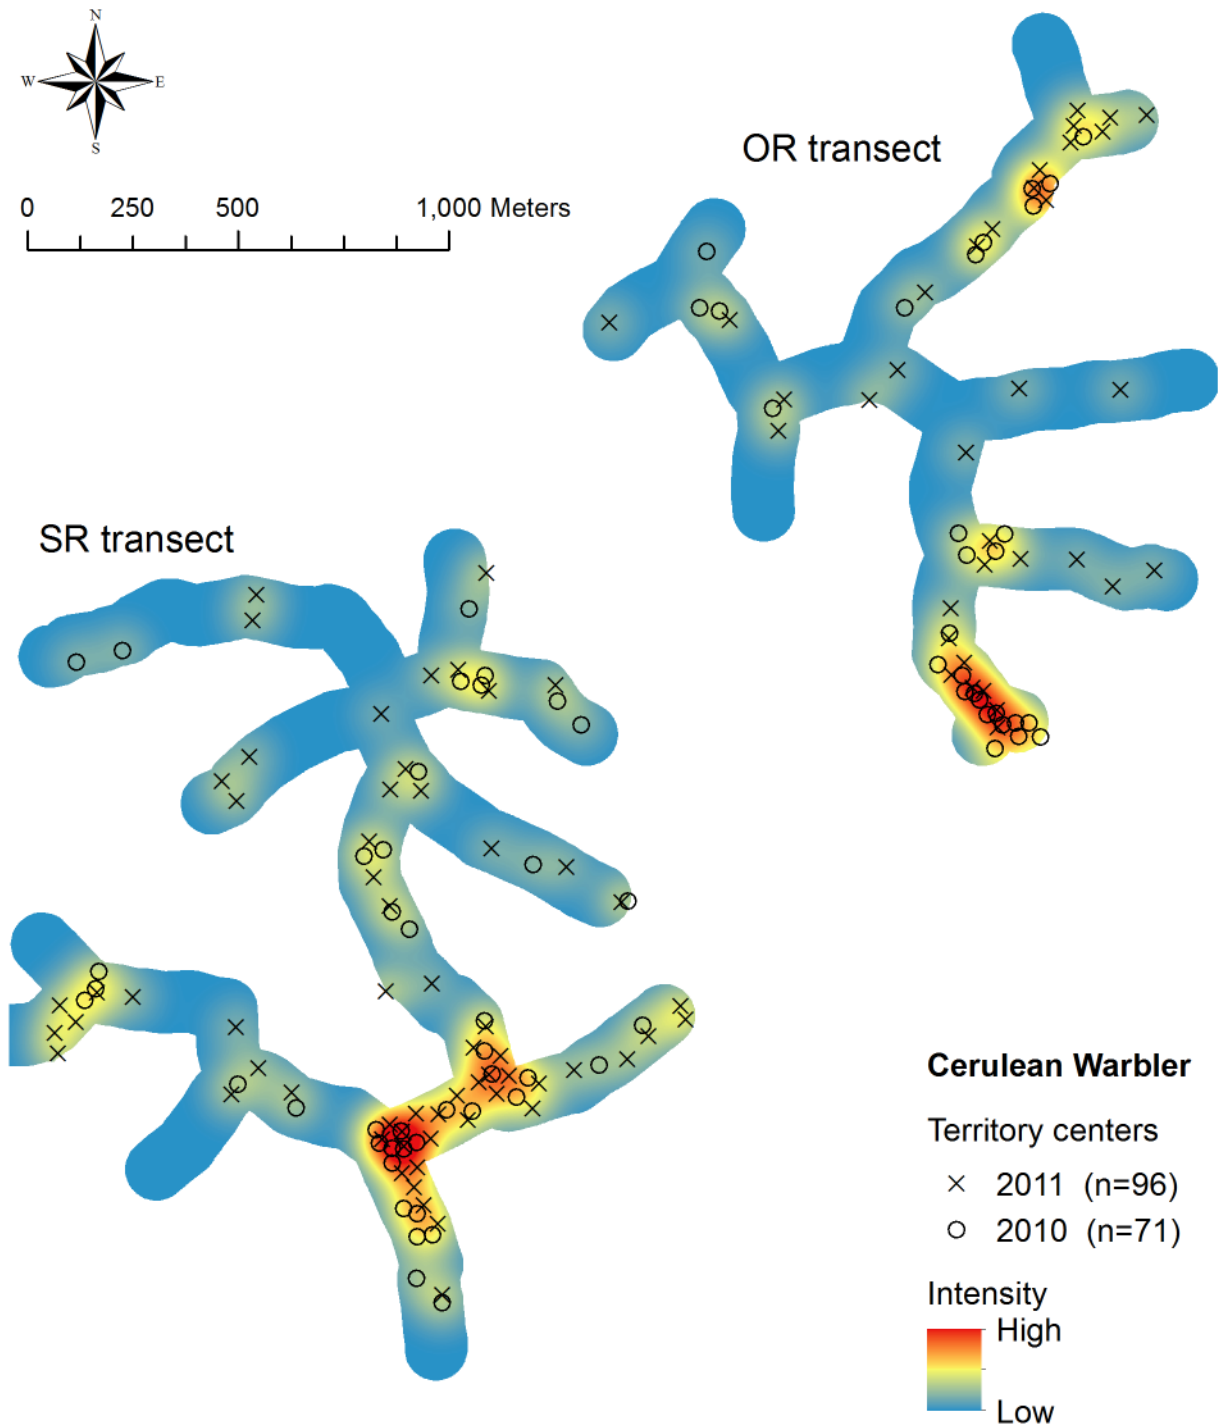 N
W E
S
0 250 500 1,000 Meters
OR transect
SR transect
Cerulean Warbler
Territory centers
2011 (n=96)
2010 (n=71)
Intensity
High
Low